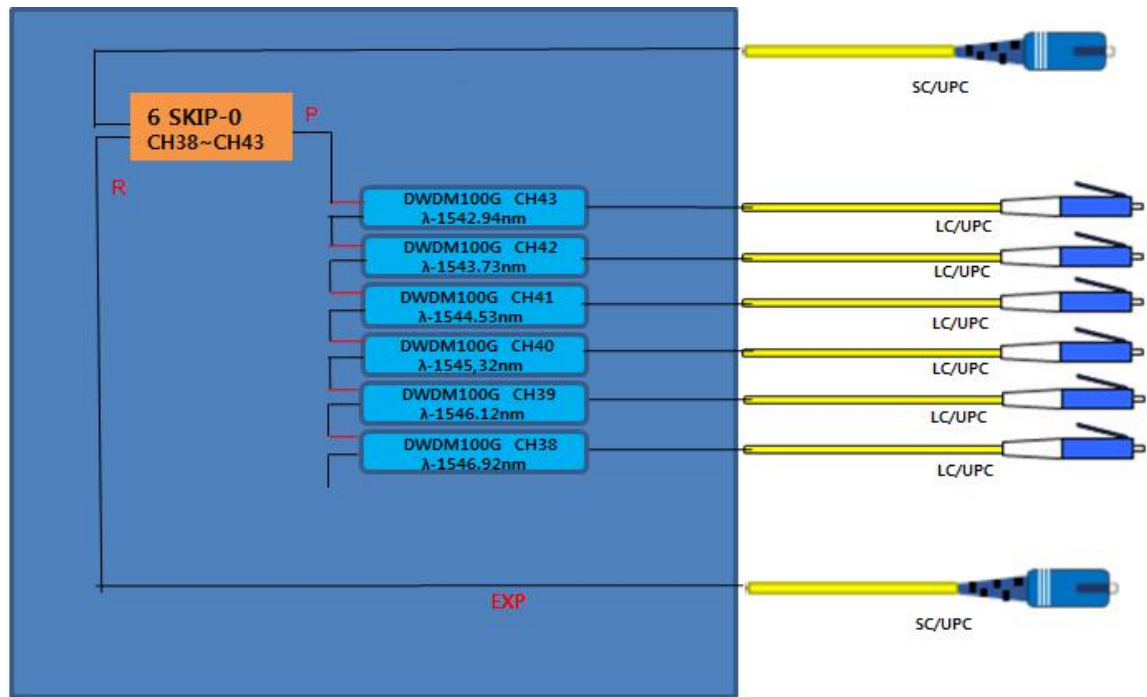 SC/UPC
6 SKIP-0
CH38~CH43
P
R
DWDM100G CH43
λ-1542.94nm
LC/UPC
DWDM100G CH42
λ-1543.73nm
LC/UPC
DWDM100G CH41
λ-1544.53nm
LC/UPC
DWDM100G CH40
λ-1545,32nm
LC/UPC
DWDM100G CH39
λ-1546.12nm
LC/UPC
DWDM100G CH38
λ-1546.92nm
LC/UPC
EXP
SC/UPC